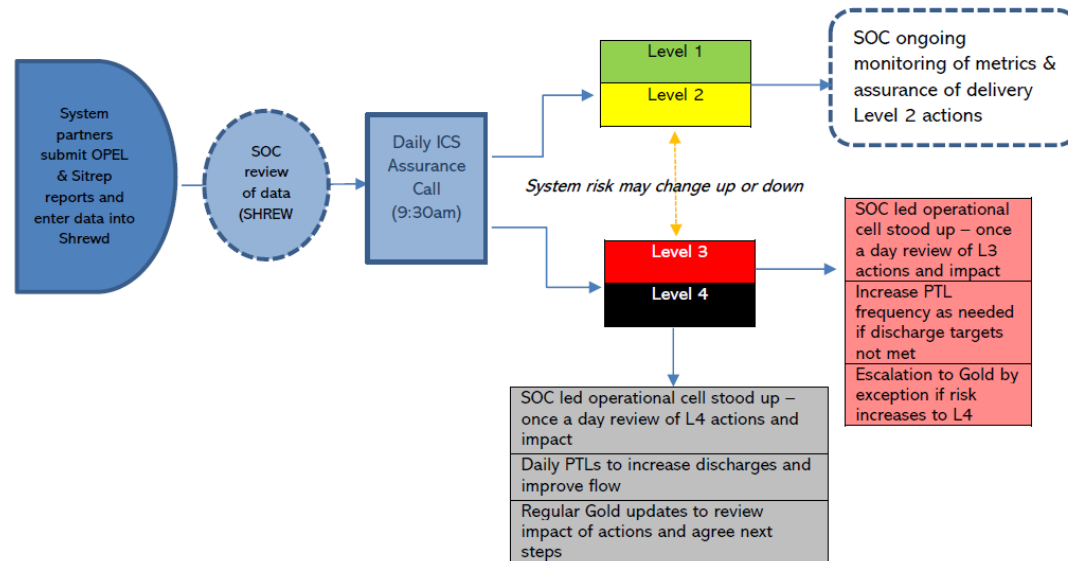 System
partners
submit OPEL
& Sitrep
reports and
enter data into
Shrewd
SOC
review
of data
(SHREW
Daily ICS
Assurance
Call
(9:30am)
Level 1
Level 2
SOC ongoing
monitoring of metrics &
assurance of delivery
Level 2 actions
System risk may change up or down
Level 3
Level 4
SOC led operational
cell stood up – once
a day review of L3
actions and impact
Increase PTL
frequency as needed
if discharge targets
not met
Escalation to Gold by
exception if risk
increases to L4
SOC led operational cell stood up –
once a day review of L4 actions and
impact
Daily PTLs to increase discharges and
improve flow
Regular Gold updates to review
impact of actions and agree next
steps